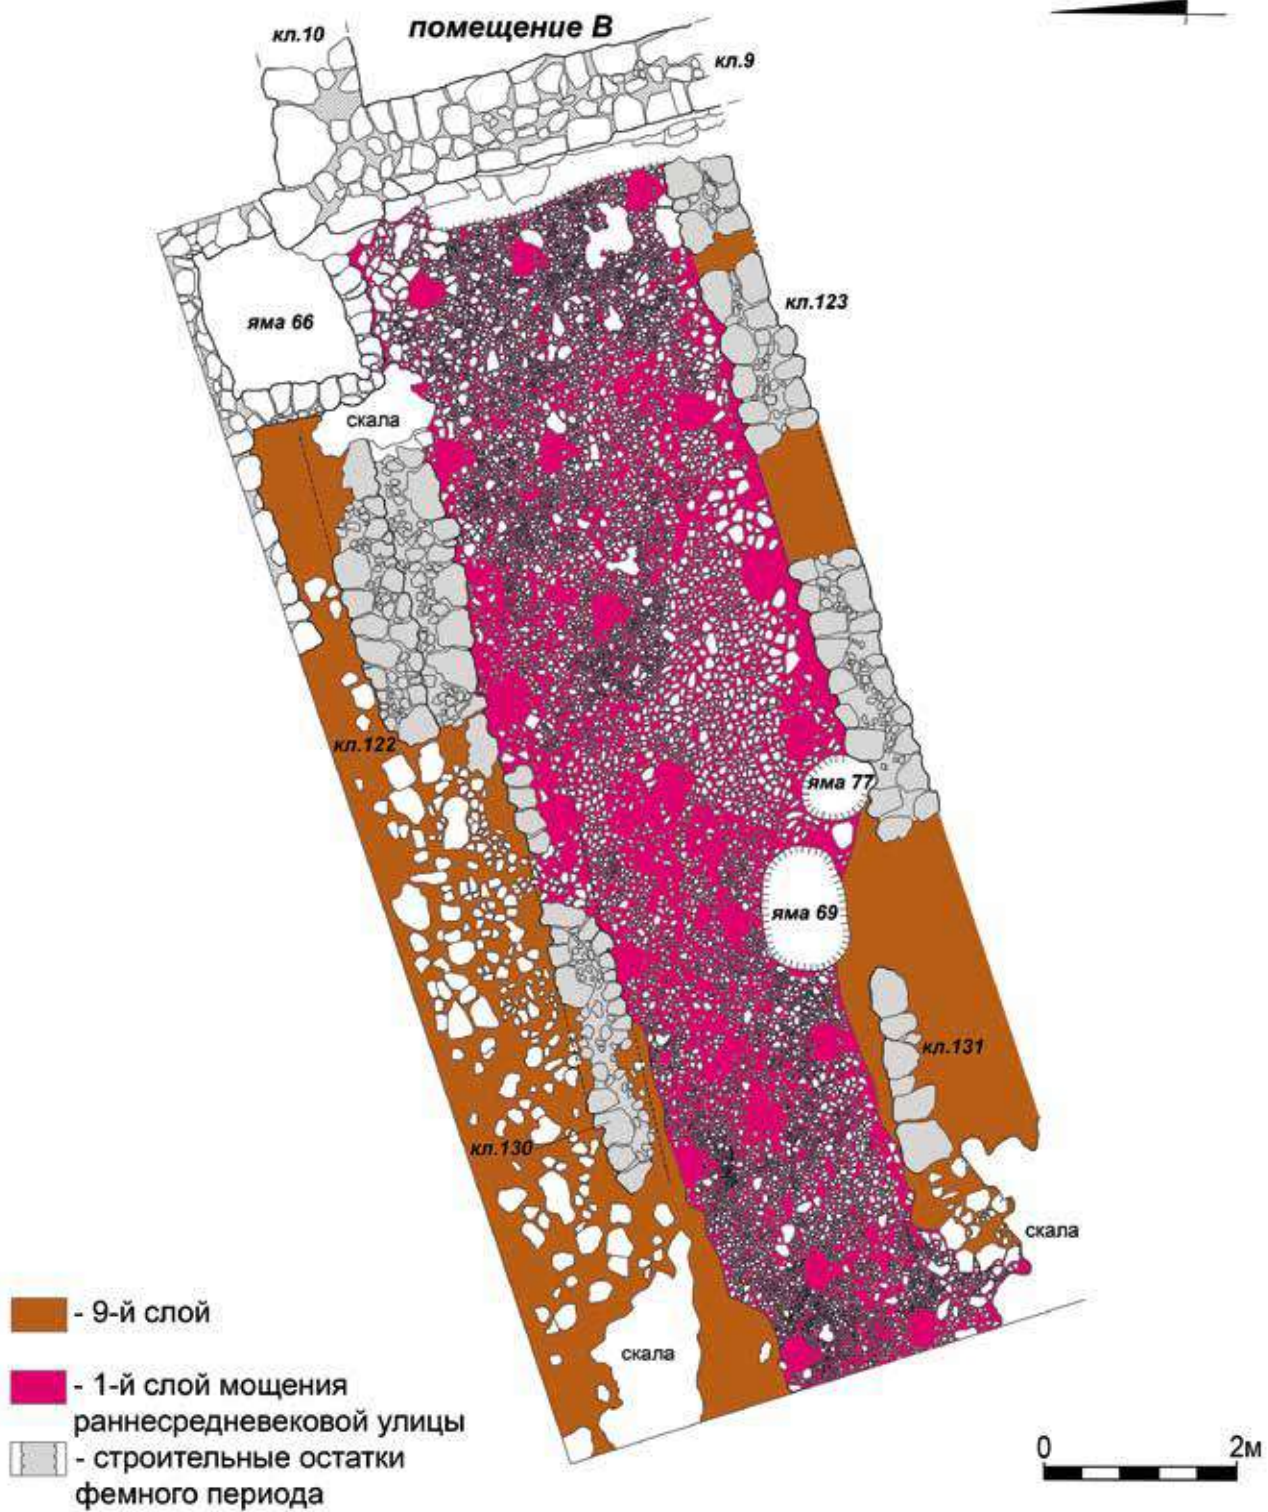 кл.10
помещение В
кл.9
яма 66
кл.123
скала
кл.122
яма 77
яма 69
кл.131
кл.130
скала
скала
- 9-й слой
- 1-й слой мощения
раннесредневековой улицы
- строительные остатки
фемного периода
0 2м